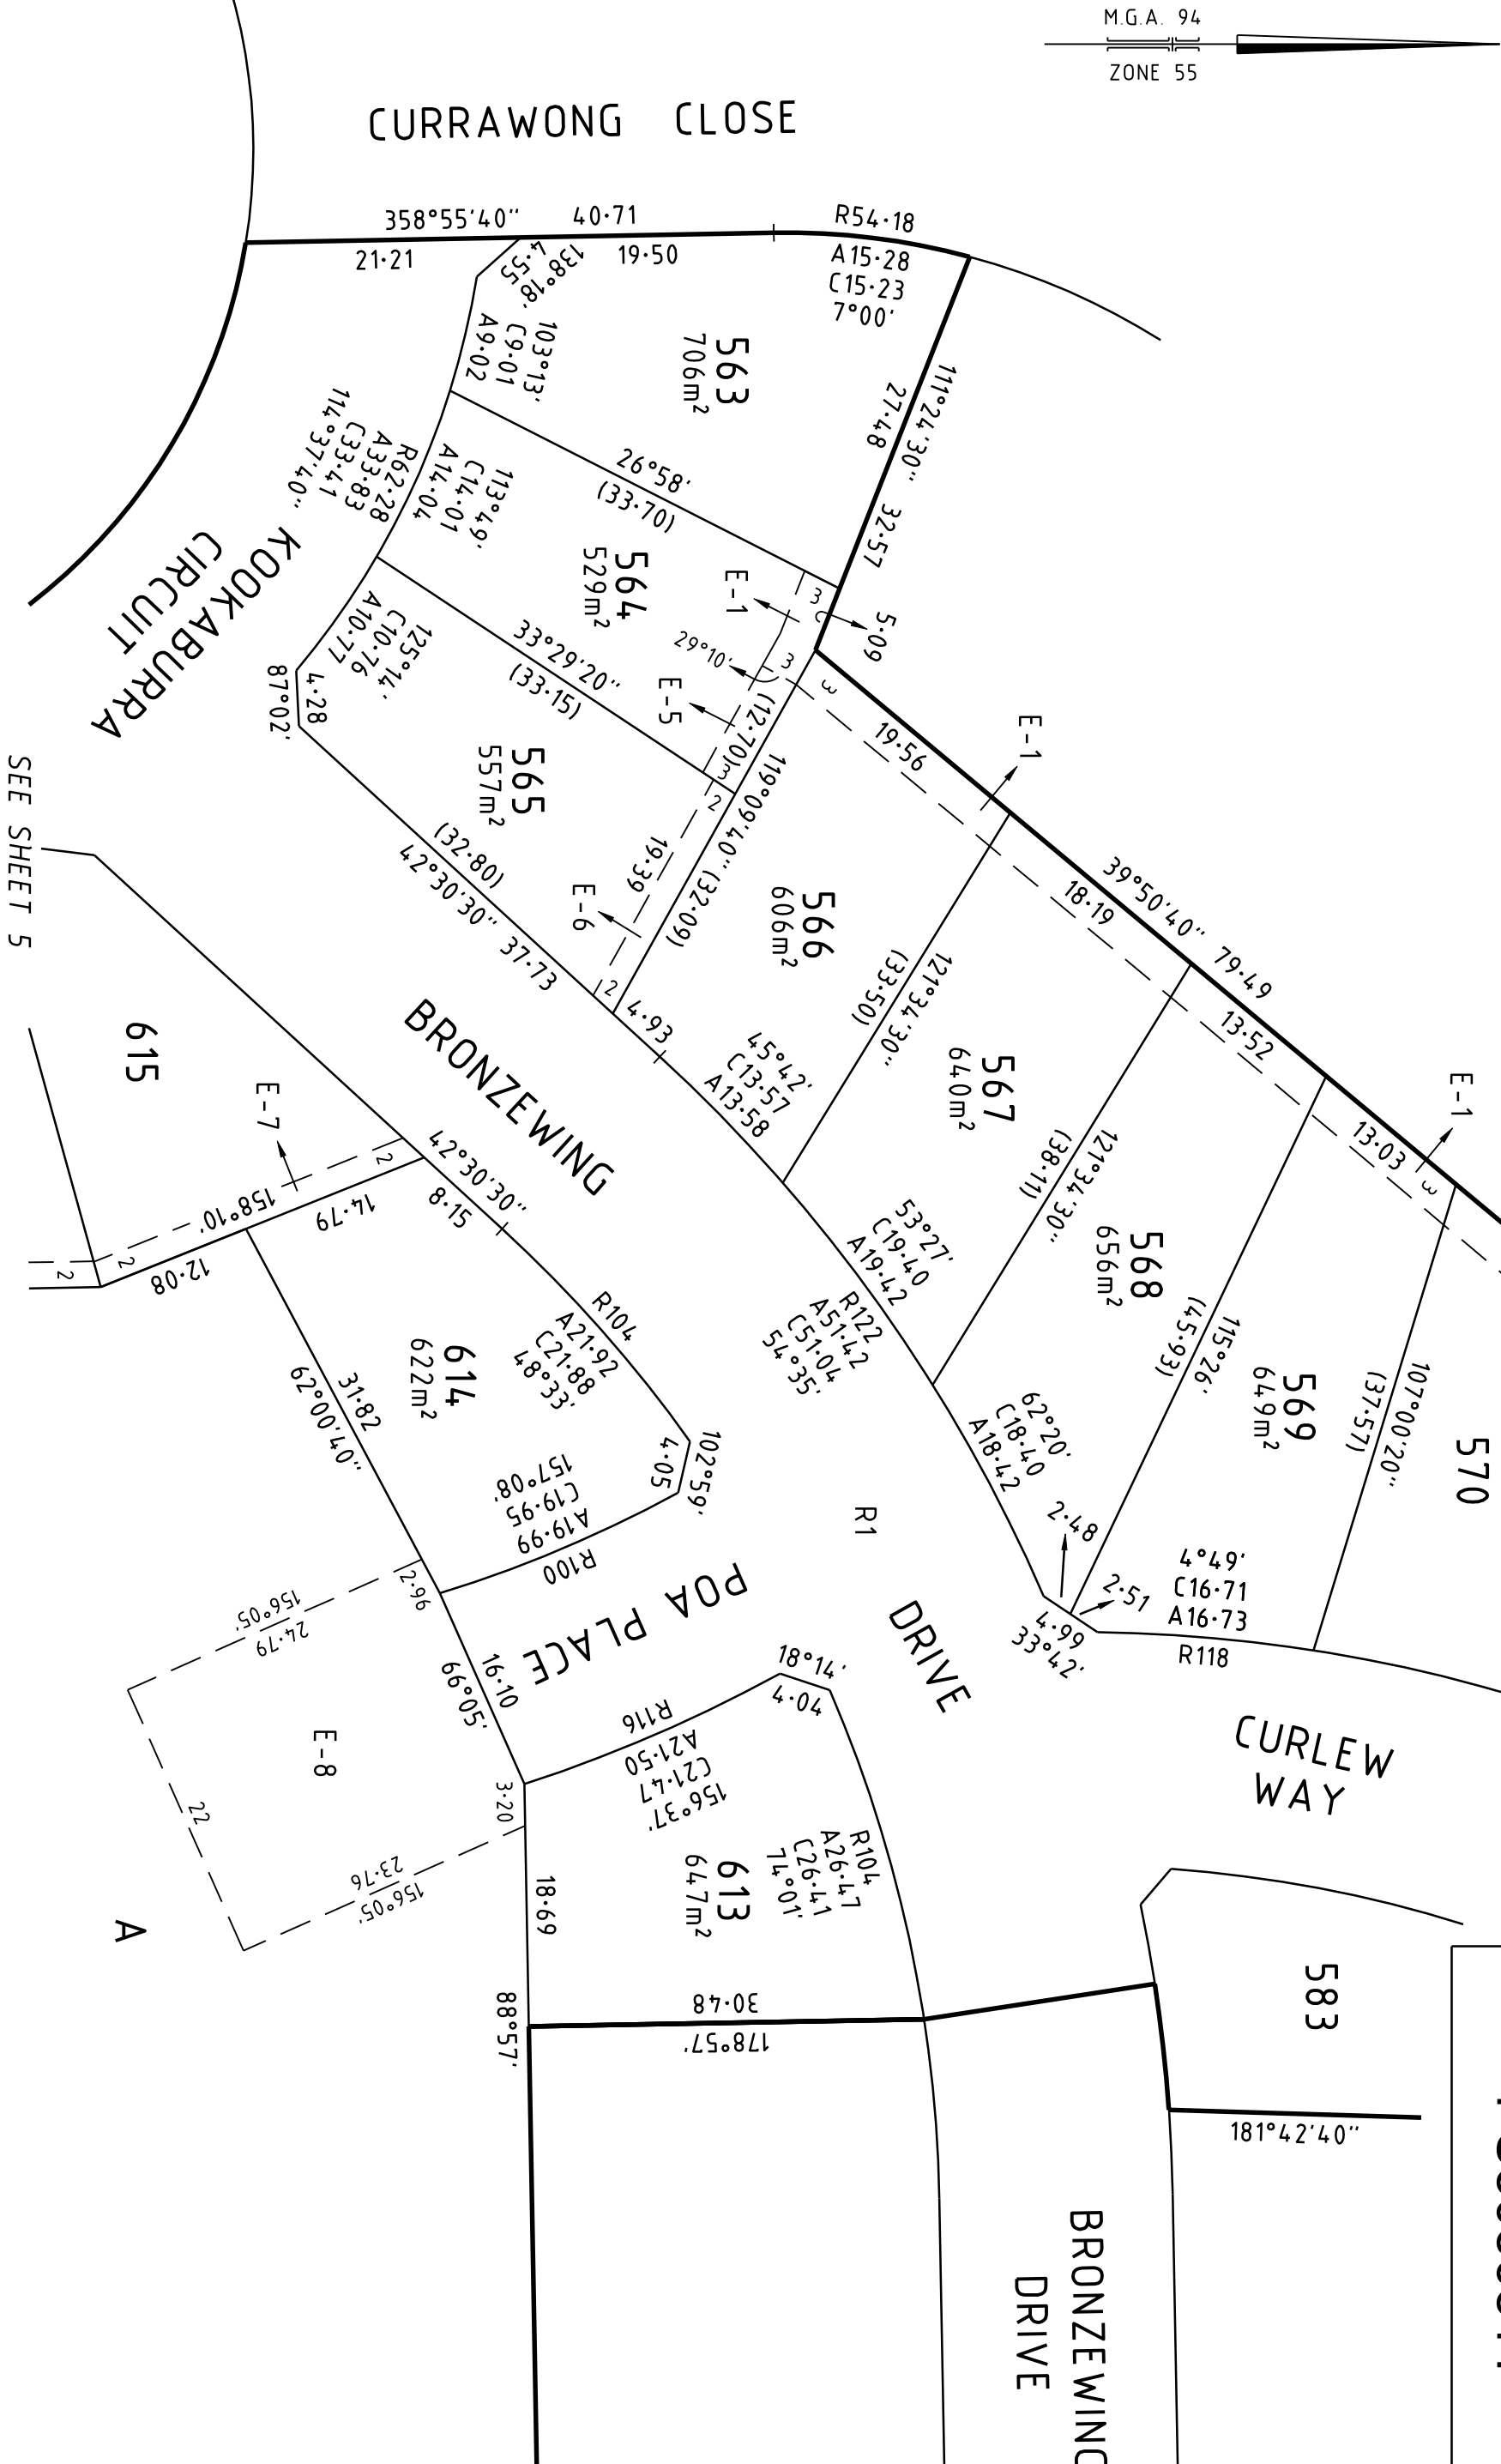 M.G.A. 94
ZONE 55
CURRAWONG CLOSE
358°55'40" 40·71
21·21
19·50
R54·18
A15·28
C15·23
7°00'
138°18'
4·55
103°13'
C9·01
A9·02
563
706m²
111°24'30" 32·57
27·48
5·09
26°58'
(33·70)
R62·28
A33·83
C33·41
114°37'40"
113°49'
C14·01
A14·04
564
529m²
E-1
3
3
3
29°10'
E-5
(12·70)
3
33°29'20"
(33·15)
125°14'
C10·76
A10·77
KOOKABURRA
CIRCUIT
4·28
87°02'
565
557m²
2
19·39
E-6
2
119°09'40" (32·09)
(32·80)
42°30'30" 37·73
19·56
E-1
39°50'40" 79·49
18·19
13·52
13·03
E-1
3
566
606m²
4·93
45°42'
C13·57
A13·58
121°34'30"
(33·50)
567
640m²
53°27'
C19·40
A19·42
121°34'30"
(38·11)
568
656m²
62°20'
C18·40
A18·42
R122
A51·42
C51·04
54°35'
115°26'
(45·93)
569
649m²
107°00'20"
(37·57)
570
2·48
2·51
4·99
33°42'
4°49'
C16·71
A16·73
R118
SEE SHEET 5
615
E-7
BRONZEWING
DRIVE
R1
42°30'30"
8·15
2
158°10'
14·79
12·08
2
2
R104
A21·92
C21·88
48°33'
614
622m²
31·82
62°00'40"
102°59'
4·05
157°08'
C19·95
A19·99
R100
POA PLACE
2·96
156°05'
24·79
16·10
66°05'
E-8
22
3·20
23·76
156°05'
A
18°14'
4·04
R116
A21·50
C21·47
156°37'
R104
A26·47
C26·41
74°01'
613
647m²
18·69
30·48
178°57'
88°57'
CURLEW
WAY
583
181°42'40"
BRONZEWING
DRIVE